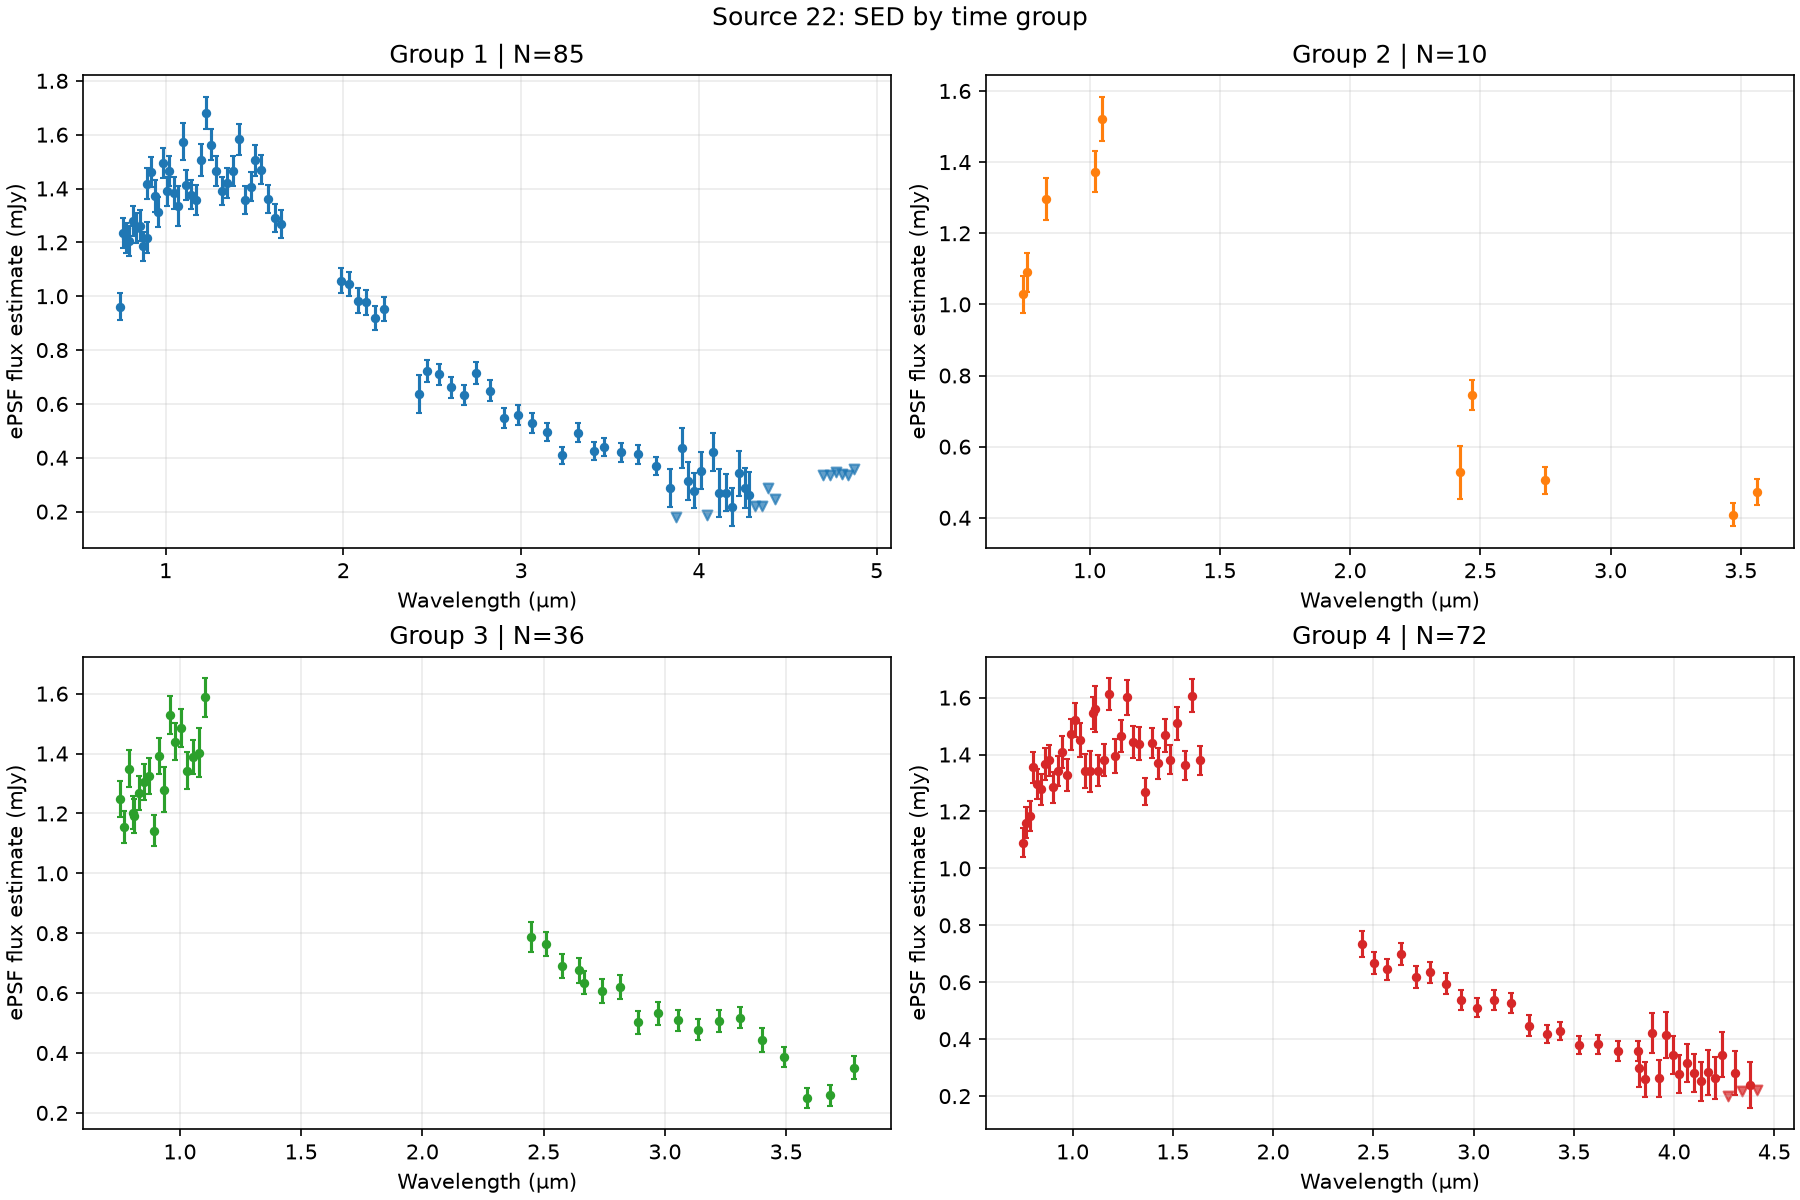 Source 22: SED by time group
Group 1 | N=85
ePSF flux estimate (mJy)
1.8
1.6
1.4
1.2
1.0
0.8
0.6
0.4
0.2
1 2 3 4 5
Wavelength (μm)
Group 2 | N=10
ePSF flux estimate (mJy)
1.6
1.4
1.2
1.0
0.8
0.6
0.4
1.0 1.5 2.0 2.5 3.0 3.5
Wavelength (μm)
Group 3 | N=36
ePSF flux estimate (mJy)
1.6
1.4
1.2
1.0
0.8
0.6
0.4
0.2
1.0 1.5 2.0 2.5 3.0 3.5
Wavelength (μm)
Group 4 | N=72
ePSF flux estimate (mJy)
1.6
1.4
1.2
1.0
0.8
0.6
0.4
0.2
1.0 1.5 2.0 2.5 3.0 3.5 4.0 4.5
Wavelength (μm)